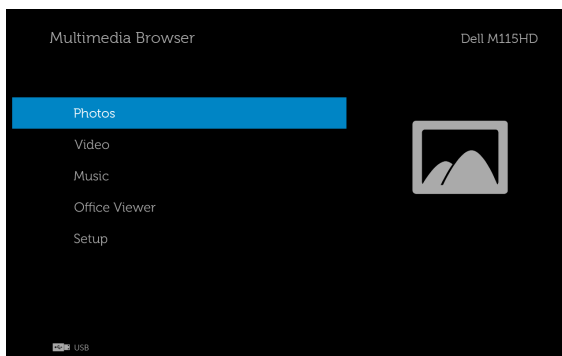 Multimedia Browser
Dell M115HD
Photos
Video
Music
Office Viewer
Setup
USB